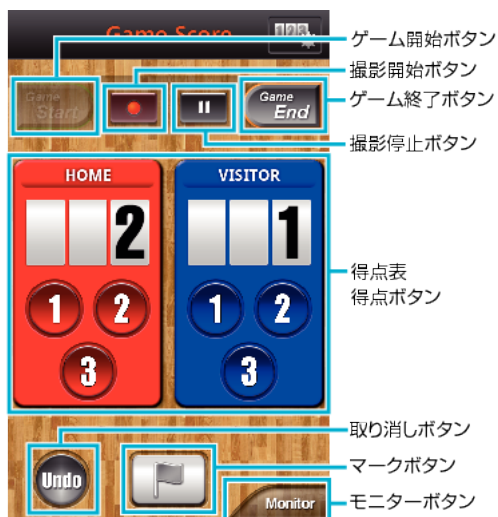 Game Score
123
ゲーム開始ボタン
撮影開始ボタン
Game
Start
Game
End
ゲーム終了ボタン
撮影停止ボタン
HOME
VISITOR
2
1
1
2
1
2
3
3
得点表
得点ボタン
取り消しボタン
Undo
マークボタン
Monitor
モニターボタン